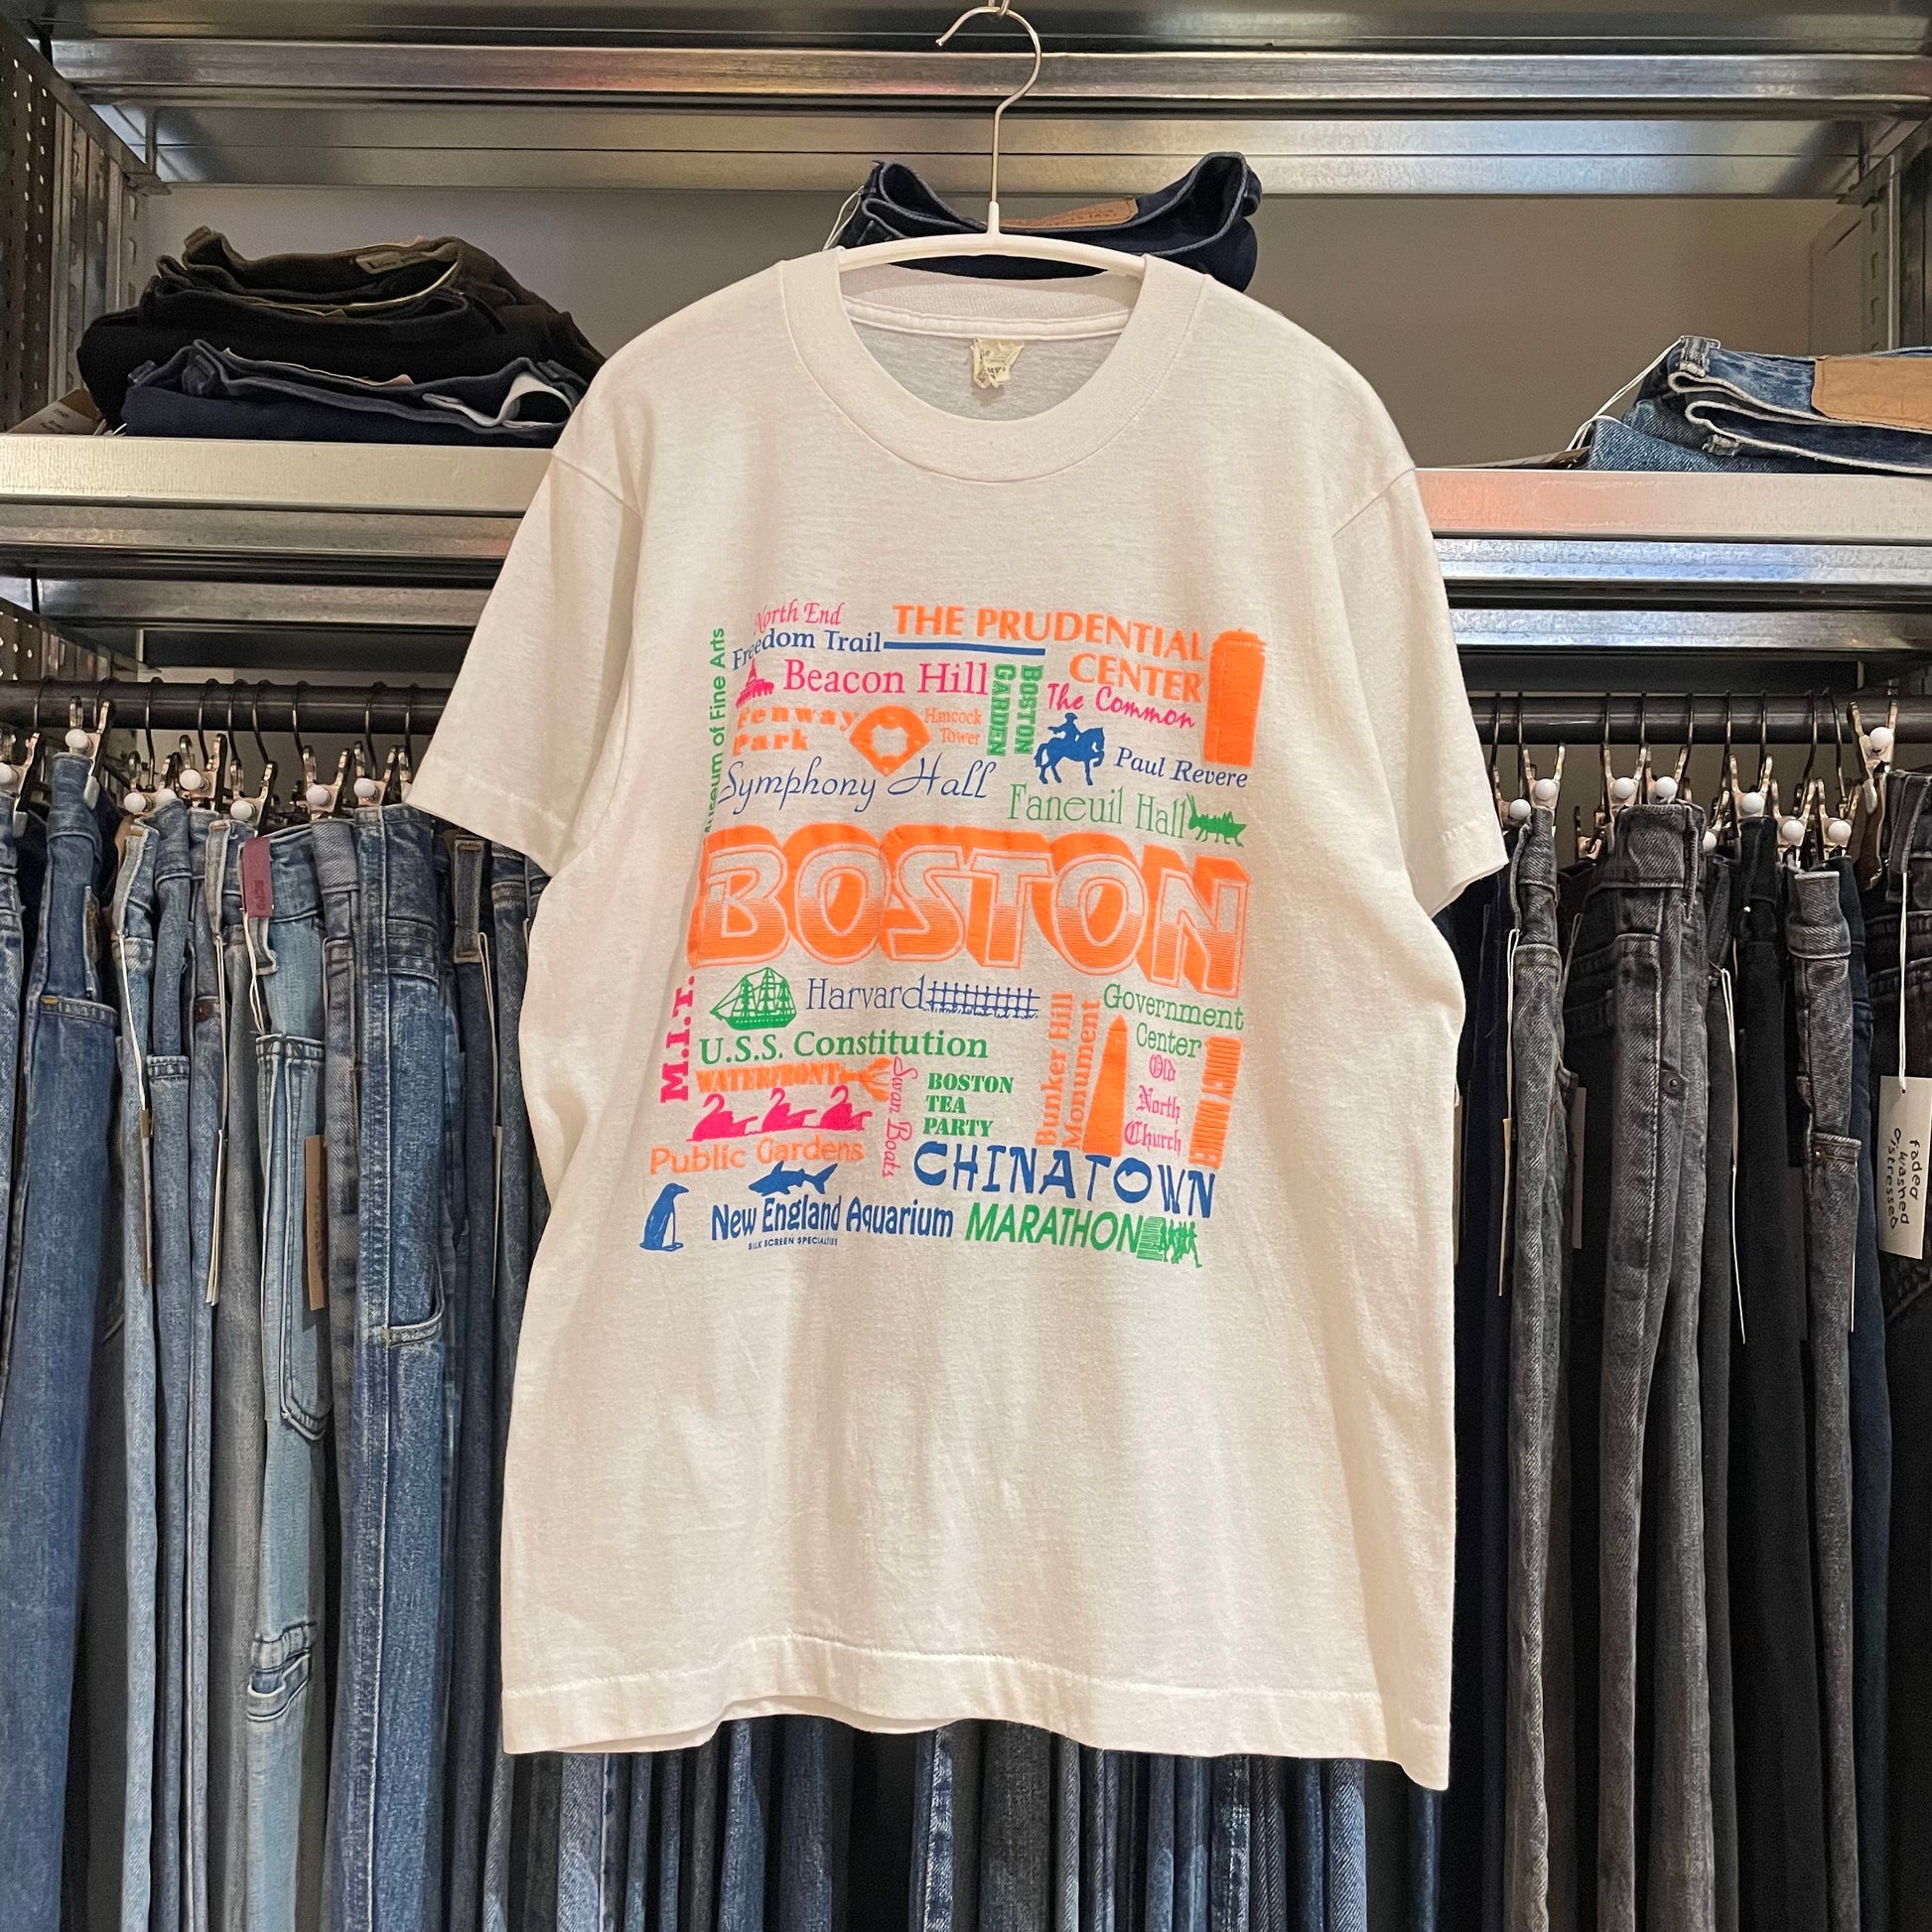 North End
Freedom Trail
THE PRUDENTIAL
CENTER
Museum of Fine Arts
Beacon Hill
BOSTON
GARDEN
The Common
Fenway
Park
Hancock
Tower
Paul Revere
Symphony Hall
Faneuil Hall
BOSTON
M.I.T.
Harvard
Government
Center
U.S.S. Constitution
Bunker Hill
Monument
Old
North
Church
QUINCY MARKET
WATERFRONT
Swan Boats
BOSTON
TEA
PARTY
Public Gardens
CHINATOWN
New England Aquarium
MARATHON
SILK SCREEN SPECIALTIES
faded
washed
distressed